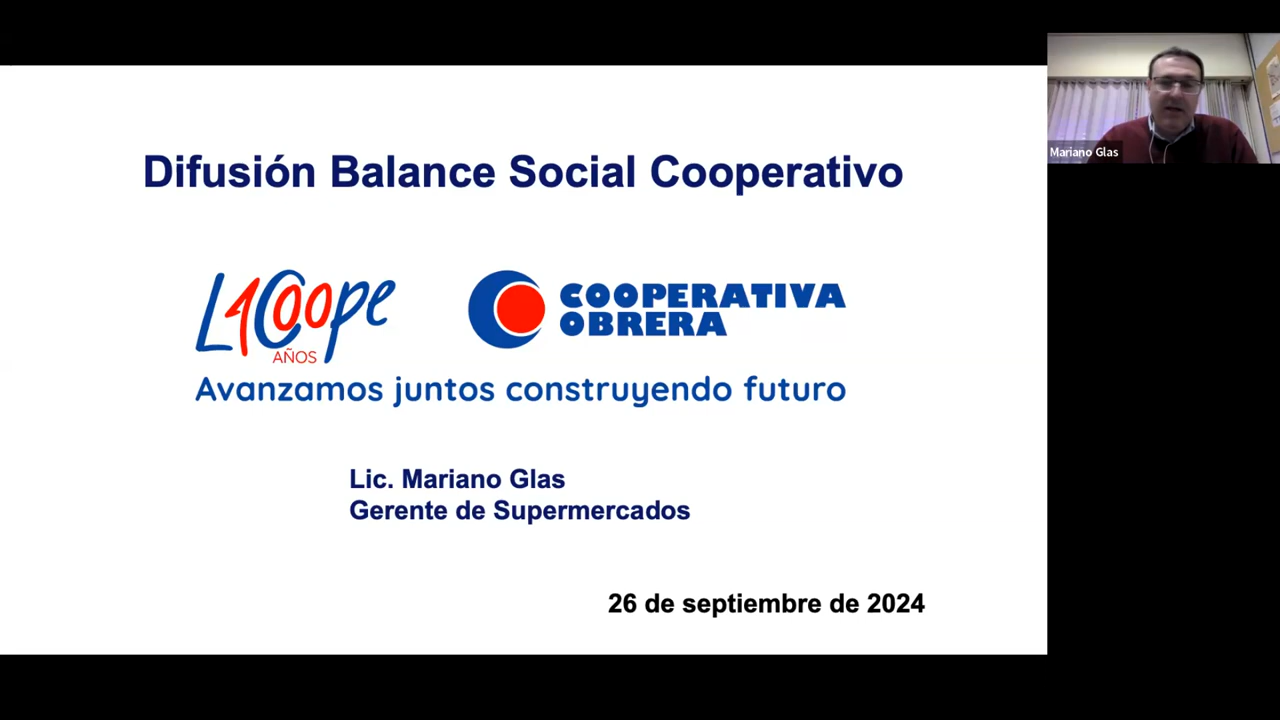 Difusión Balance Social Cooperativo
LACoope
AÑOS
COOPERATIVA
OBRERA
Avanzamos juntos construyendo futuro
Lic. Mariano Glas
Gerente de Supermercados
26 de septiembre de 2024
Mariano Glas